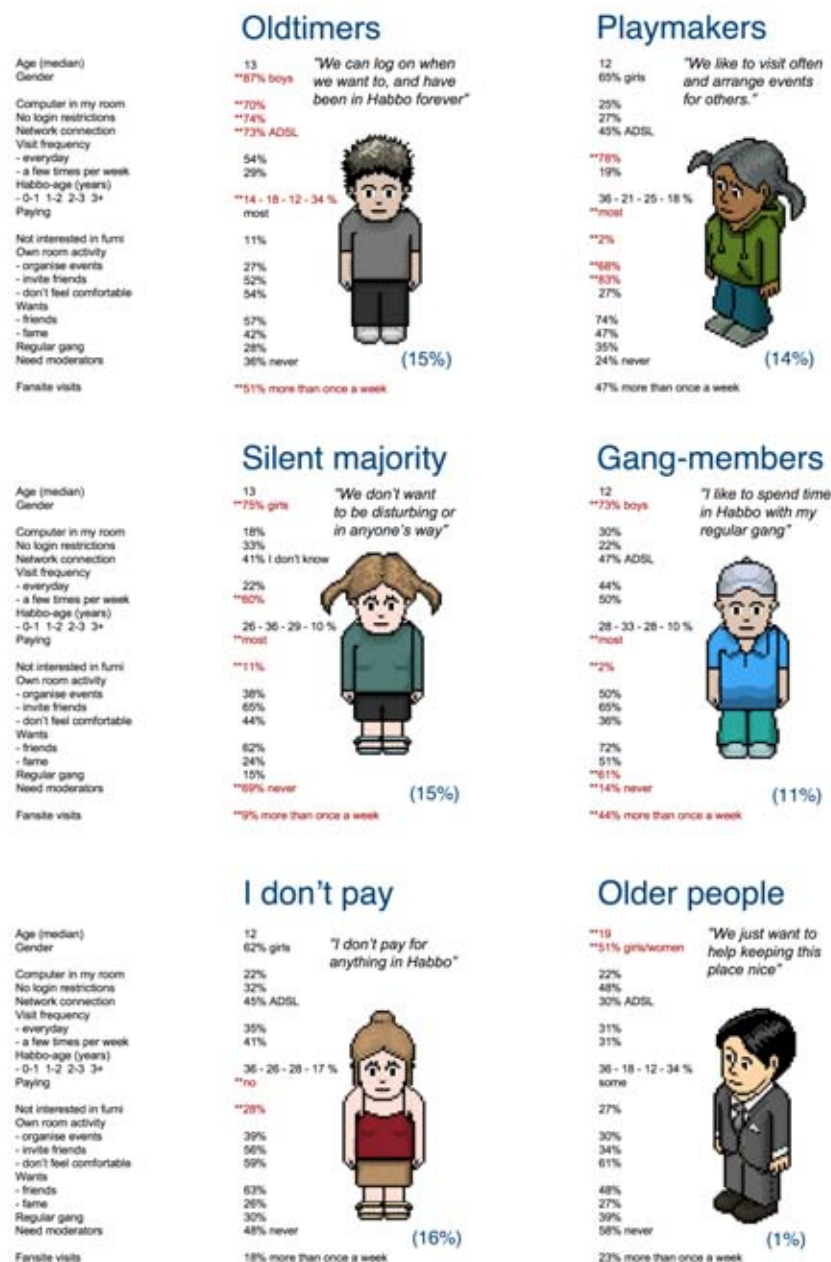 Oldtimers
Age (median) 13
Gender **87% boys
"We can log on when
we want to, and have
been in Habbo forever"
Computer in my room **70%
No login restrictions **74%
Network connection **73% ADSL
Visit frequency
- everyday 54%
- a few times per week 29%
Habbo-age (years)
- 0-1 1-2 2-3 3+ **14 - 18 - 12 - 34 %
Paying most
Not interested in furni 11%
Own room activity
- organise events 27%
- invite friends 52%
- don't feel comfortable 54%
Wants
- friends 57%
- fame 42%
Regular gang 28%
Need moderators 36% never
(15%)
Fansite visits **51% more than once a week
Playmakers
12
65% girls
"We like to visit often
and arrange events
for others."
25%
27%
45% ADSL
**78%
19%
36 - 21 - 25 - 18 %
**most
**2%
**68%
**83%
27%
74%
47%
35%
24% never
(14%)
47% more than once a week
Silent majority
Age (median) 13
Gender **75% girls
"We don't want
to be disturbing or
in anyone's way"
Computer in my room 18%
No login restrictions 33%
Network connection 41% I don't know
Visit frequency
- everyday 22%
- a few times per week **60%
Habbo-age (years)
- 0-1 1-2 2-3 3+ 26 - 36 - 29 - 10 %
Paying **most
Not interested in furni **11%
Own room activity
- organise events 38%
- invite friends 65%
- don't feel comfortable 44%
Wants
- friends 62%
- fame 24%
Regular gang 15%
Need moderators **69% never
(15%)
Fansite visits **9% more than once a week
Gang-members
12
**73% boys
"I like to spend time
in Habbo with my
regular gang"
30%
22%
47% ADSL
44%
50%
28 - 33 - 28 - 10 %
**most
**2%
50%
65%
36%
72%
51%
**61%
**14% never
(11%)
**44% more than once a week
I don't pay
Age (median) 12
Gender 62% girls
"I don't pay for
anything in Habbo"
Computer in my room 22%
No login restrictions 32%
Network connection 45% ADSL
Visit frequency
- everyday 35%
- a few times per week 41%
Habbo-age (years)
- 0-1 1-2 2-3 3+ 36 - 26 - 28 - 17 %
Paying **no
Not interested in furni **28%
Own room activity
- organise events 39%
- invite friends 56%
- don't feel comfortable 59%
Wants
- friends 63%
- fame 26%
Regular gang 30%
Need moderators 48% never
(16%)
Fansite visits 18% more than once a week
Older people
**19
**51% girls/women
"We just want to
help keeping this
place nice"
22%
48%
30% ADSL
31%
31%
36 - 18 - 12 - 34 %
some
27%
30%
34%
61%
48%
27%
39%
58% never
(1%)
23% more than once a week